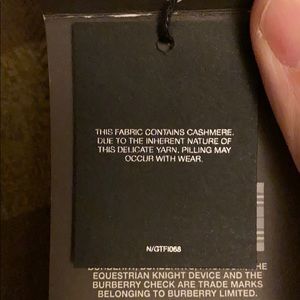 THIS FABRIC CONTAINS CASHMERE.
DUE TO THE INHERENT NATURE OF
THIS DELICATE YARN, PILLING MAY
OCCUR WITH WEAR.
N/GTFI068
THE
EQUESTRIAN KNIGHT DEVICE AND THE
BURBERRY CHECK ARE TRADE MARKS
BELONGING TO BURBERRY LIMITED.